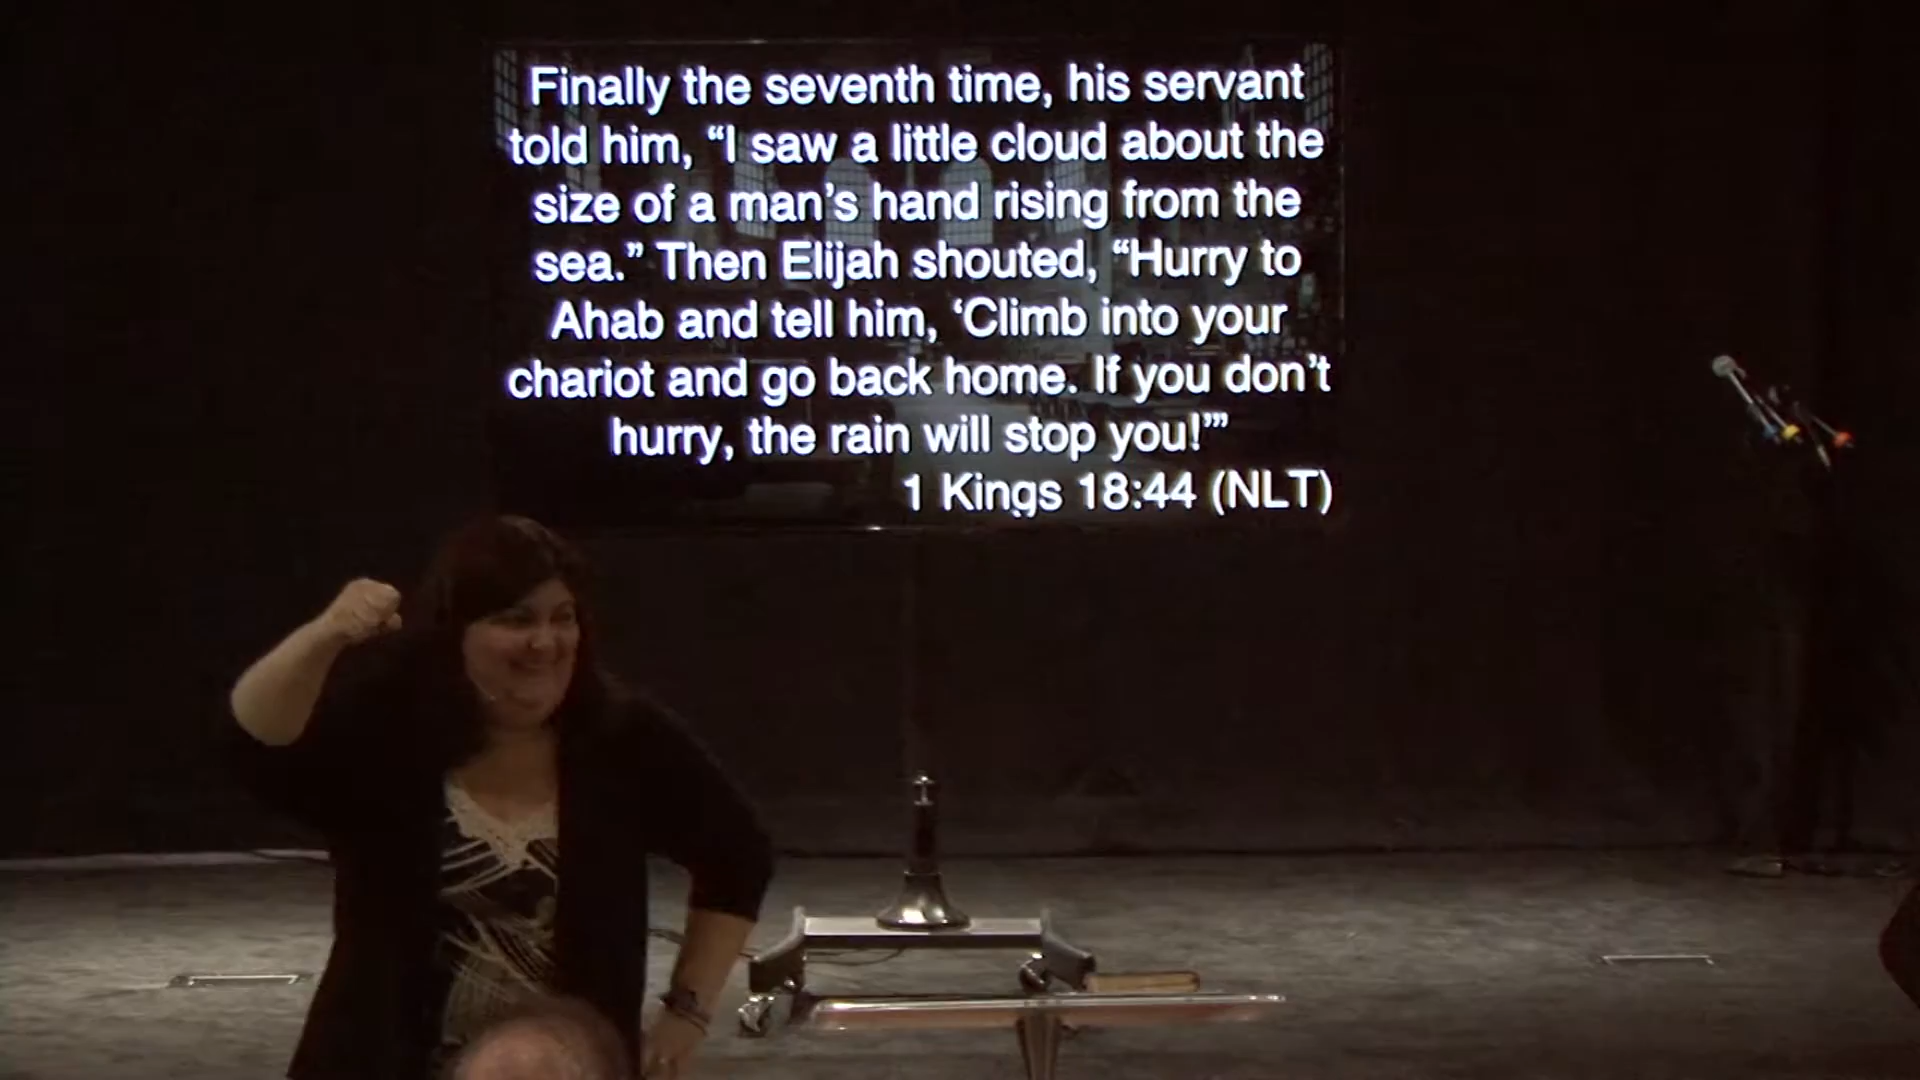 Finally the seventh time, his servant
told him, “I saw a little cloud about the
size of a man’s hand rising from the
sea.” Then Elijah shouted, “Hurry to
Ahab and tell him, ‘Climb into your
chariot and go back home. If you don’t
hurry, the rain will stop you!’”
1 Kings 18:44 (NLT)